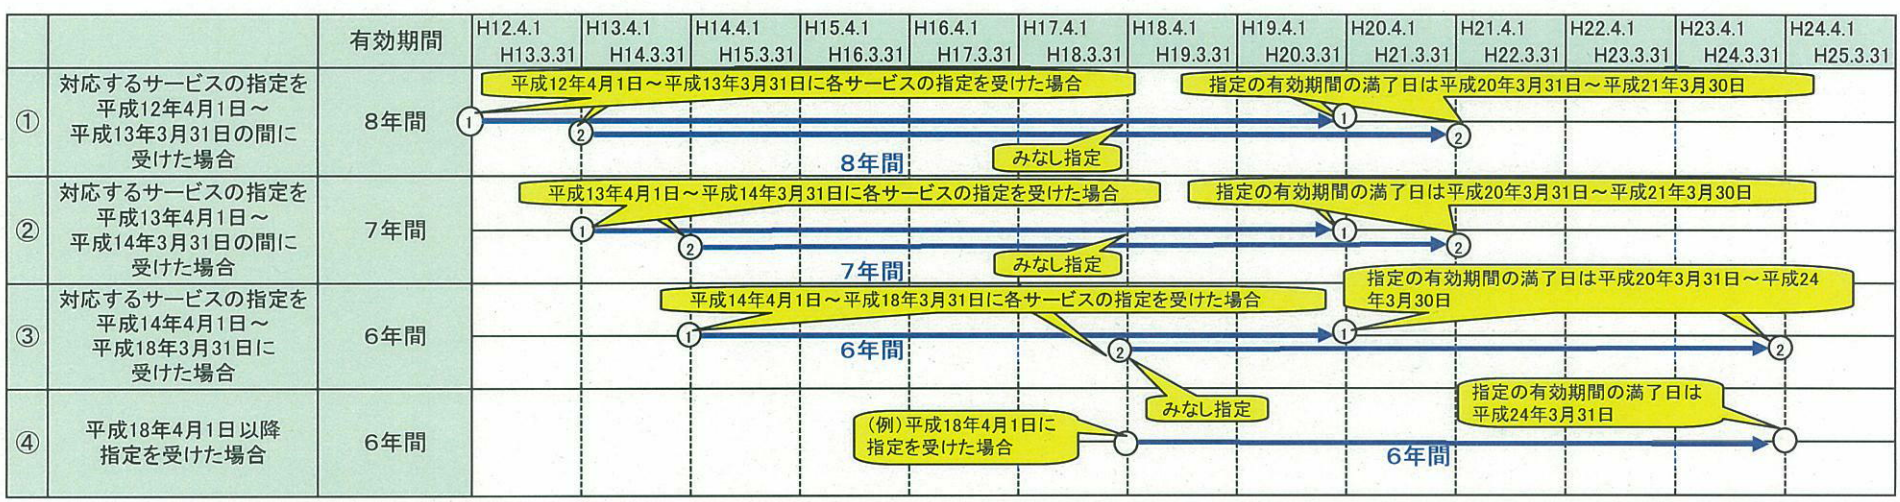 有効期間
H12.4.1 H13.4.1 H14.4.1 H15.4.1 H16.4.1 H17.4.1 H18.4.1 H19.4.1 H20.4.1 H21.4.1 H22.4.1 H23.4.1 H24.4.1
H13.3.31 H14.3.31 H15.3.31 H16.3.31 H17.3.31 H18.3.31 H19.3.31 H20.3.31 H21.3.31 H22.3.31 H23.3.31 H24.3.31 H25.3.31
①
対応するサービスの指定を
平成12年4月1日~
平成13年3月31日の間に
受けた場合
8年間
平成12年4月1日~平成13年3月31日に各サービスの指定を受けた場合
指定の有効期間の満了日は平成20年3月31日~平成21年3月30日
① ①
② ②
8年間
みなし指定
②
対応するサービスの指定を
平成13年4月1日~
平成14年3月31日の間に
受けた場合
7年間
平成13年4月1日~平成14年3月31日に各サービスの指定を受けた場合
指定の有効期間の満了日は平成20年3月31日~平成21年3月30日
① ①
② ②
7年間
みなし指定
③
対応するサービスの指定を
平成14年4月1日~
平成18年3月31日に
受けた場合
6年間
平成14年4月1日~平成18年3月31日に各サービスの指定を受けた場合
指定の有効期間の満了日は平成20年3月31日~平成24
年3月30日
① ①
② ②
6年間
みなし指定
④
平成18年4月1日以降
指定を受けた場合
6年間
(例)平成18年4月1日に
指定を受けた場合
指定の有効期間の満了日は
平成24年3月31日
6年間